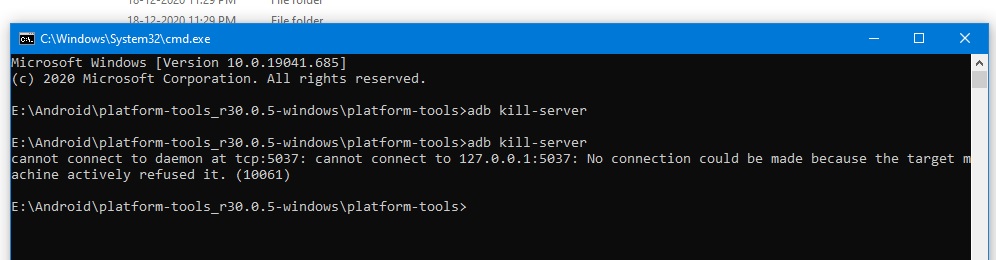 18-12-2020 11:29 PM File folder
18-12-2020 11:29 PM File folder
C:\Windows\System32\cmd.exe
Microsoft Windows [Version 10.0.19041.685]
(c) 2020 Microsoft Corporation. All rights reserved.
E:\Android\platform-tools_r30.0.5-windows\platform-tools>adb kill-server
E:\Android\platform-tools_r30.0.5-windows\platform-tools>adb kill-server
cannot connect to daemon at tcp:5037: cannot connect to 127.0.0.1:5037: No connection could be made because the target m
achine actively refused it. (10061)
E:\Android\platform-tools_r30.0.5-windows\platform-tools>